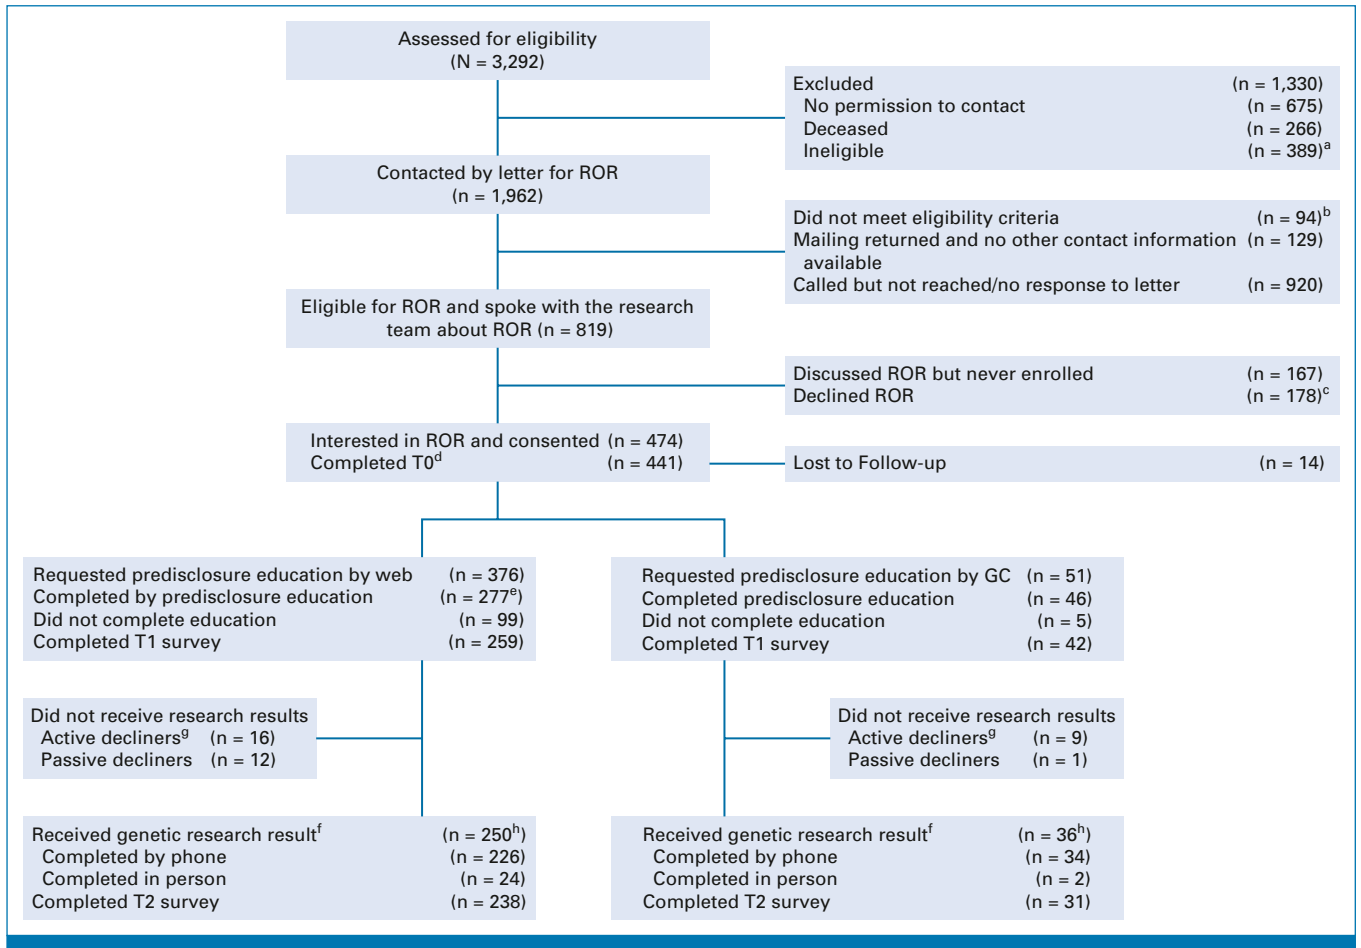 Assessed for eligibility
(N = 3,292)
Excluded (n = 1,330)
No permission to contact (n = 675)
Deceased (n = 266)
Ineligible (n = 389)a
Contacted by letter for ROR
(n = 1,962)
Did not meet eligibility criteria (n = 94)b
Mailing returned and no other contact information (n = 129)
available
Called but not reached/no response to letter (n = 920)
Eligible for ROR and spoke with the research
team about ROR (n = 819)
Discussed ROR but never enrolled (n = 167)
Declined ROR (n = 178)c
Interested in ROR and consented (n = 474)
Completed T0d (n = 441)
Lost to Follow-up (n = 14)
Requested predisclosure education by web (n = 376)
Completed by predisclosure education (n = 277e)
Did not complete education (n = 99)
Completed T1 survey (n = 259)
Requested predisclosure education by GC (n = 51)
Completed predisclosure education (n = 46)
Did not complete education (n = 5)
Completed T1 survey (n = 42)
Did not receive research results
Active declinersg (n = 16)
Passive decliners (n = 12)
Did not receive research results
Active declinersg (n = 9)
Passive decliners (n = 1)
Received genetic research resultf (n = 250h)
Completed by phone (n = 226)
Completed in person (n = 24)
Completed T2 survey (n = 238)
Received genetic research resultf (n = 36h)
Completed by phone (n = 34)
Completed in person (n = 2)
Completed T2 survey (n = 31)